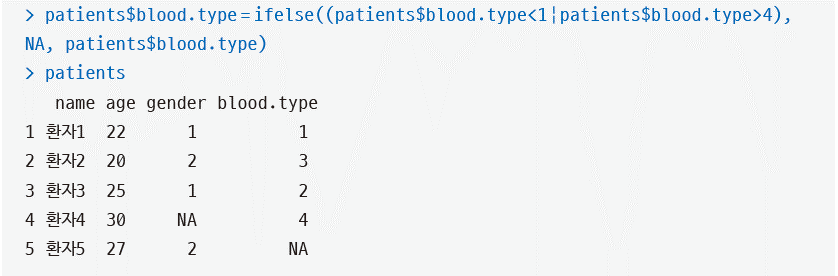 > patients$blood.type=ifelse((patients$blood.type<1|patients$blood.type>4),
NA, patients$blood.type)
> patients
name age gender blood.type
1 환자1 22 1 1
2 환자2 20 2 3
3 환자3 25 1 2
4 환자4 30 NA 4
5 환자5 27 2 NA